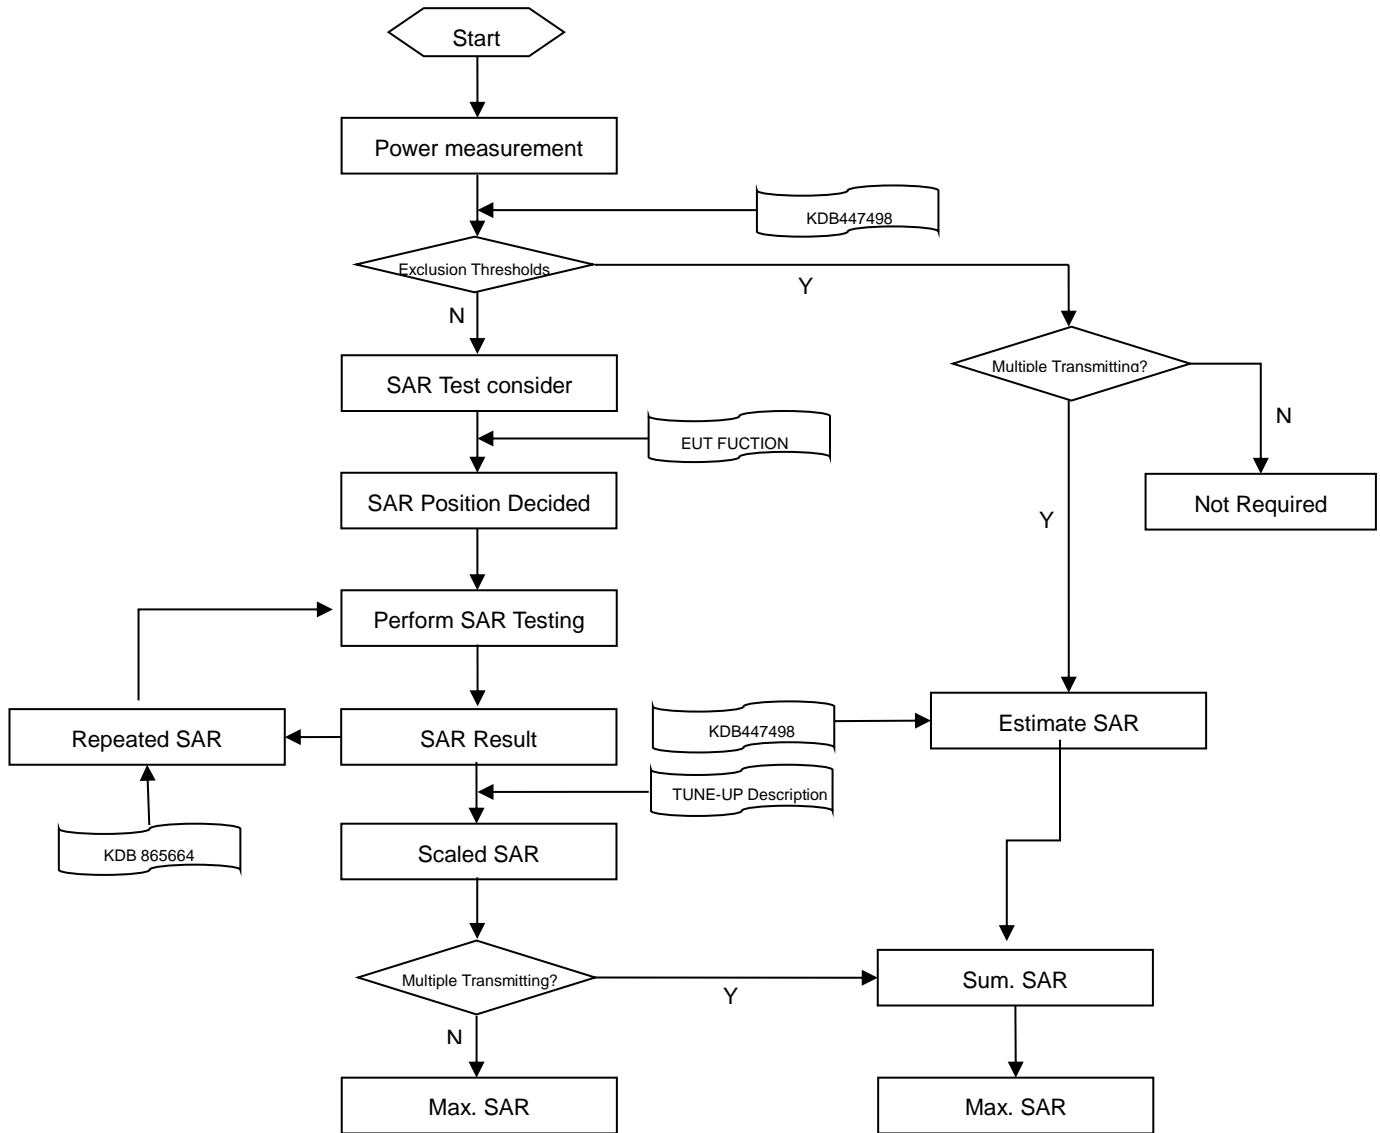 Start
Power measurement
KDB447498
Exclusion Thresholds
Y
N
Multiple Transmitting?
SAR Test consider
N
EUT FUCTION
SAR Position Decided
Not Required
Y
Perform SAR Testing
Repeated SAR
SAR Result
KDB447498
Estimate SAR
TUNE-UP Description
KDB 865664
Scaled SAR
Multiple Transmitting?
Y
Sum. SAR
N
Max. SAR
Max. SAR